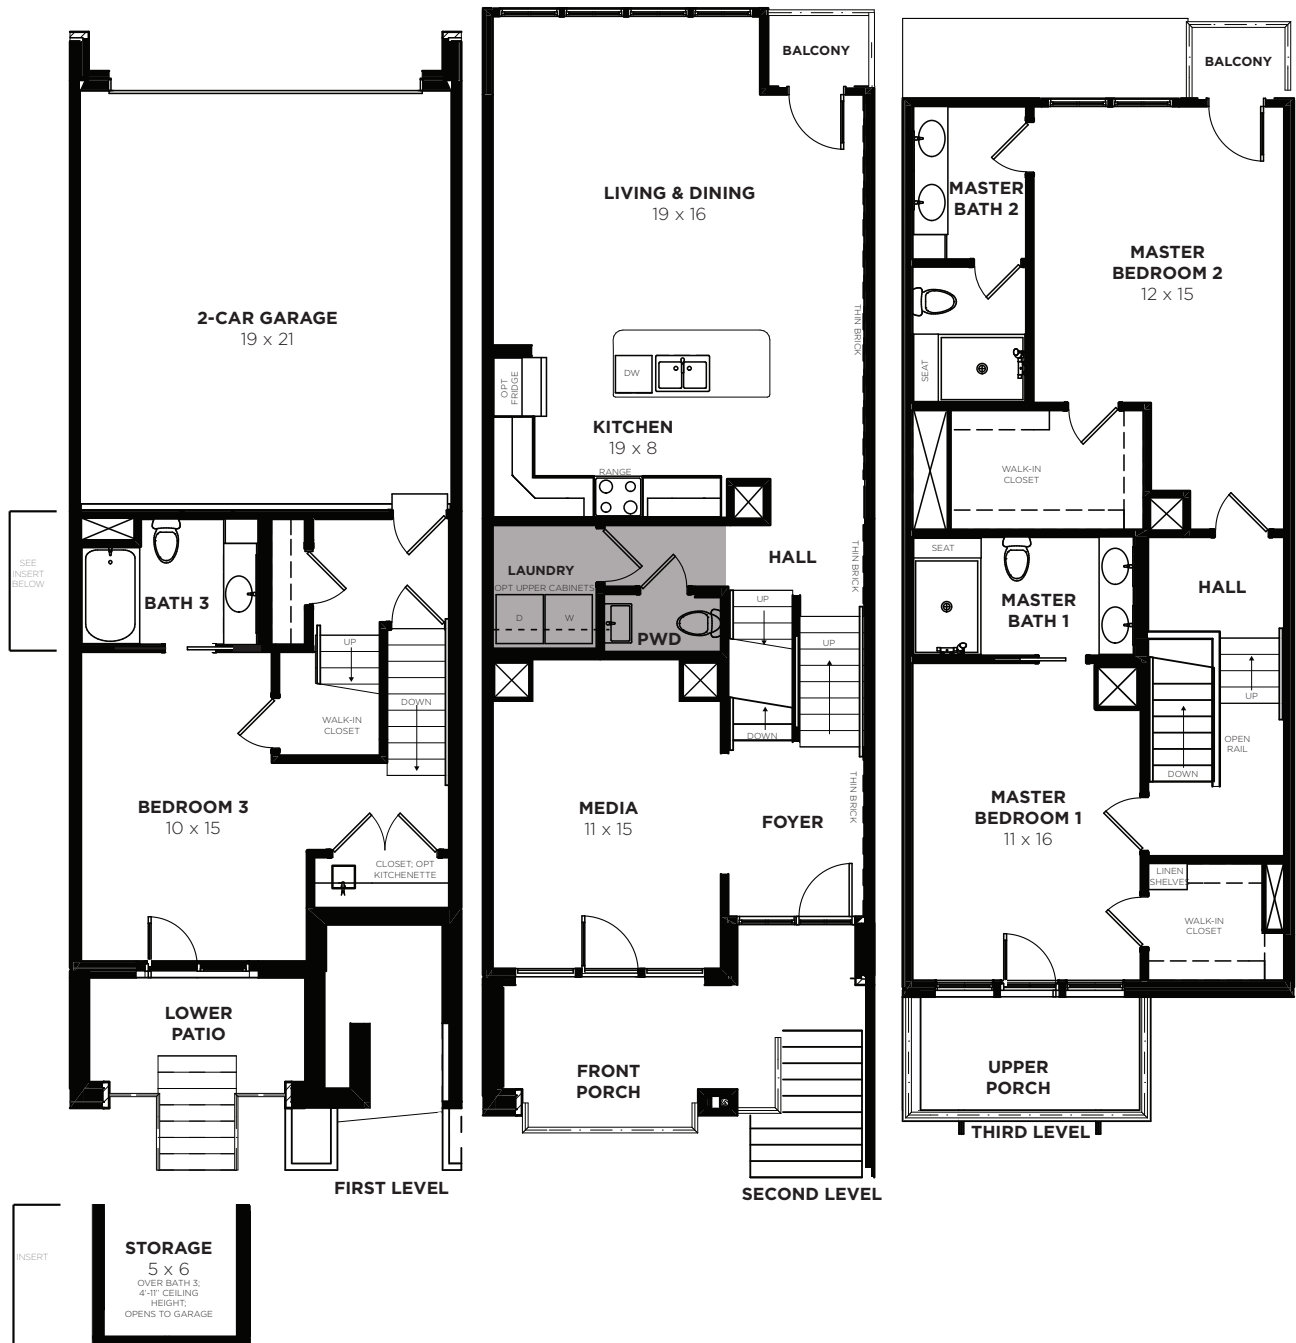 2-CAR GARAGE
19 x 21
SEE
INSERT
BELOW
BATH 3
UP
DOWN
WALK-IN
CLOSET
BEDROOM 3
10 x 15
CLOSET; OPT
KITCHENETTE
LOWER
PATIO
FIRST LEVEL
INSERT
STORAGE
5 x 6
OVER BATH 3;
4'-11" CEILING
HEIGHT;
OPENS TO GARAGE
BALCONY
LIVING & DINING
19 x 16
THIN BRICK
DW
OPT
FRIDGE
KITCHEN
19 x 8
RANGE
HALL
THIN BRICK
LAUNDRY
OPT UPPER CABINETS
D
W
PWD
UP
UP
DOWN
MEDIA
11 x 15
FOYER
THIN BRICK
FRONT
PORCH
SECOND LEVEL
BALCONY
MASTER
BATH 2
MASTER
BEDROOM 2
12 x 15
SEAT
WALK-IN
CLOSET
SEAT
MASTER
BATH 1
HALL
UP
OPEN
RAIL
DOWN
MASTER
BEDROOM 1
11 x 16
LINEN
SHELVES
WALK-IN
CLOSET
UPPER
PORCH
THIRD LEVEL